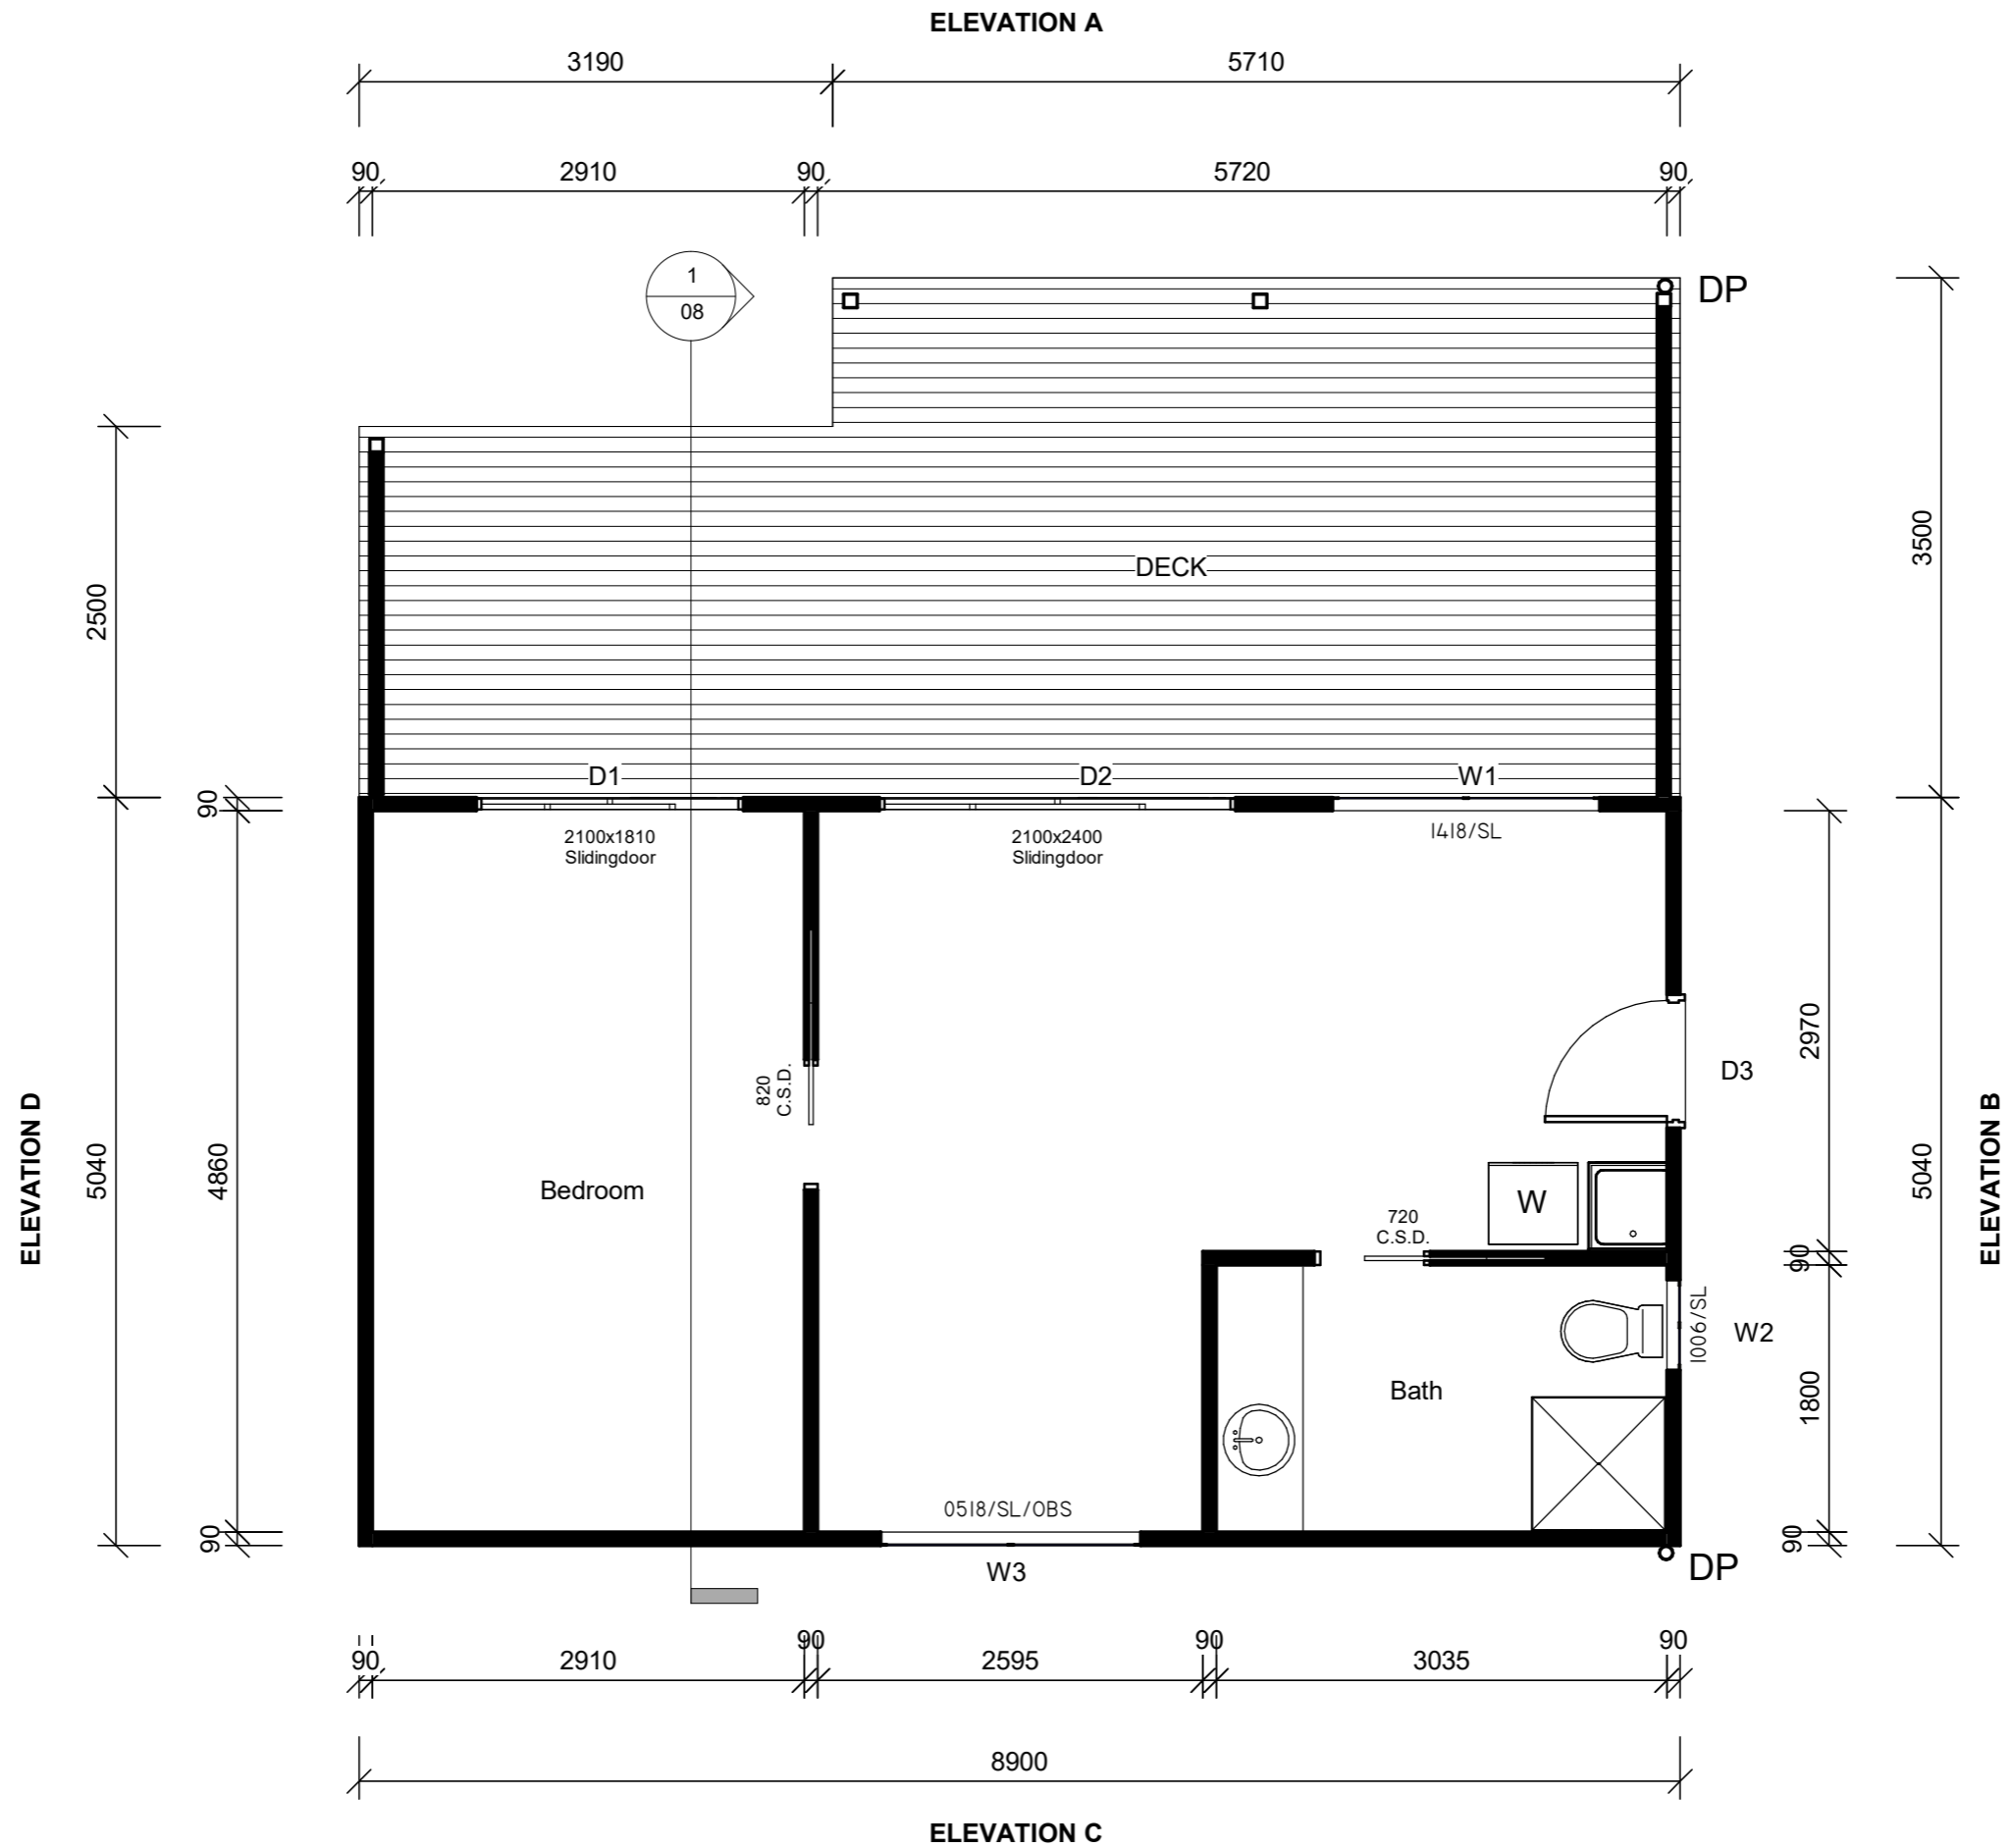 ELEVATION A
3190 5710
90 2910 90 5720 90
1
08
DP
DECK
2500
3500
D1 D2 W1
90
2100x1810
Slidingdoor
2100x2400
Slidingdoor
1418/SL
2970
D3
820
C.S.D.
ELEVATION D
5040
4860
Bedroom
W
720
C.S.D.
5040
ELEVATION B
90
1006/SL
W2
1800
Bath
0518/SL/OBS
90
90
W3
DP
90 2910 90 2595 90 3035 90
8900
ELEVATION C